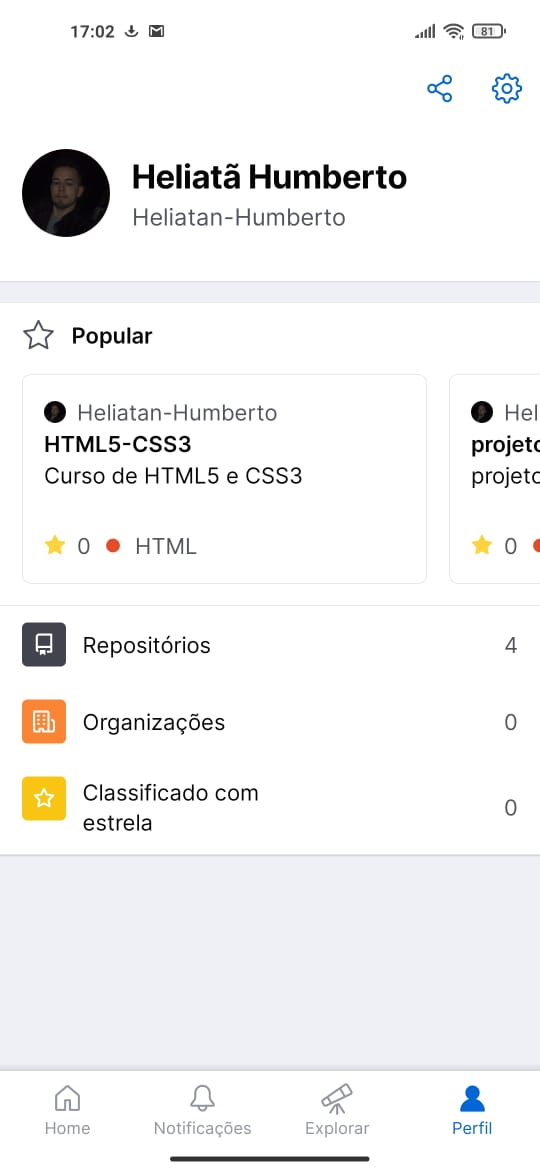 17:02
81
Heliatã Humberto
Heliatan-Humberto
Popular
Heliatan-Humberto
HTML5-CSS3
Curso de HTML5 e CSS3
0 HTML
Hel
projeto
projeto
0
Repositórios 4
Organizações 0
Classificado com
estrela 0
Home Notificações Explorar Perfil